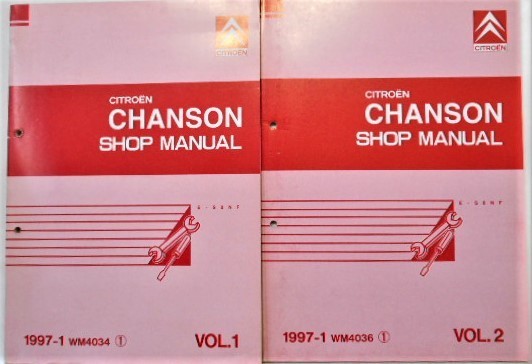 CITROËN
CITROËN
CHANSON
SHOP MANUAL
1997-1 WM4034 ①
VOL.1
CITROËN
CITROËN
CHANSON
SHOP MANUAL
1997-1 WM4036 ①
VOL.2